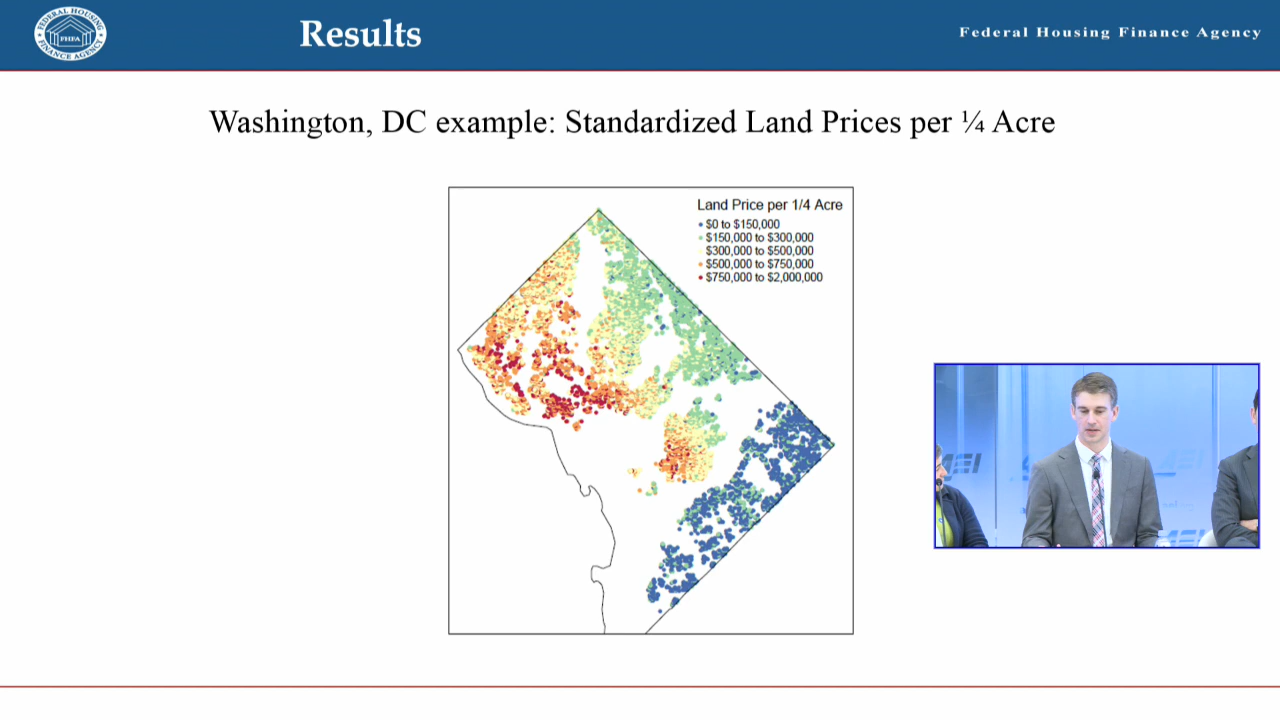 FEDERAL HOUSING
FHFA
FINANCE AGENCY
Results
Federal Housing Finance Agency
Washington, DC example: Standardized Land Prices per ¼ Acre
Land Price per 1/4 Acre
$0 to $150,000
$150,000 to $300,000
$300,000 to $500,000
$500,000 to $750,000
$750,000 to $2,000,000
AEI
AEI